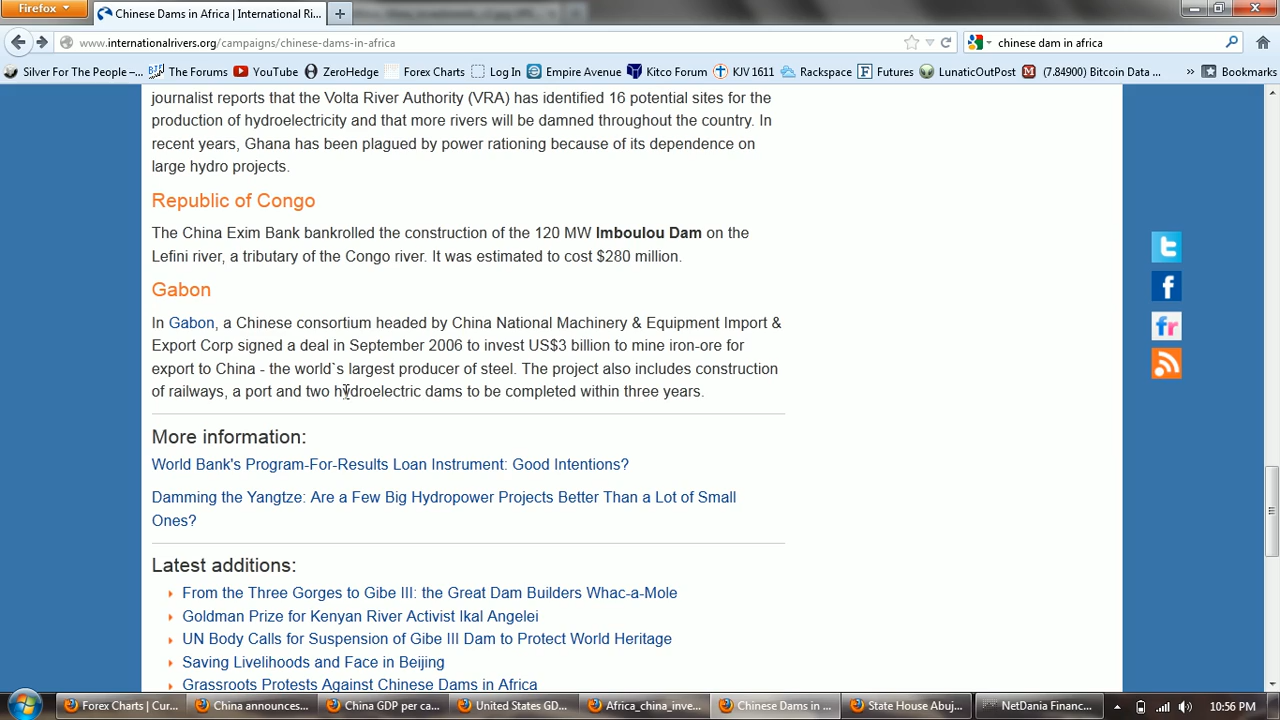 Firefox
Chinese Dams in Africa | International Ri...
www.internationalrivers.org/campaigns/chinese-dams-in-africa
chinese dam in africa
Silver For The People –... The Forums YouTube ZeroHedge Forex Charts Log In Empire Avenue Kitco Forum KJV 1611 Rackspace Futures LunaticOutPost (7.84900) Bitcoin Data ... » Bookmarks
journalist reports that the Volta River Authority (VRA) has identified 16 potential sites for the
production of hydroelectricity and that more rivers will be damned throughout the country. In
recent years, Ghana has been plagued by power rationing because of its dependence on
large hydro projects.
Republic of Congo
The China Exim Bank bankrolled the construction of the 120 MW Imboulou Dam on the
Lefini river, a tributary of the Congo river. It was estimated to cost $280 million.
Gabon
In Gabon, a Chinese consortium headed by China National Machinery & Equipment Import &
Export Corp signed a deal in September 2006 to invest US$3 billion to mine iron-ore for
export to China - the world`s largest producer of steel. The project also includes construction
of railways, a port and two hydroelectric dams to be completed within three years.
More information:
World Bank's Program-For-Results Loan Instrument: Good Intentions?
Damming the Yangtze: Are a Few Big Hydropower Projects Better Than a Lot of Small
Ones?
Latest additions:
From the Three Gorges to Gibe III: the Great Dam Builders Whac-a-Mole
Goldman Prize for Kenyan River Activist Ikal Angelei
UN Body Calls for Suspension of Gibe III Dam to Protect World Heritage
Saving Livelihoods and Face in Beijing
Grassroots Protests Against Chinese Dams in Africa
Forex Charts | Cur... China announces... China GDP per ca... United States GD... Africa_china_inve... Chinese Dams in ... State House Abuj... NetDania Financ... 10:56 PM